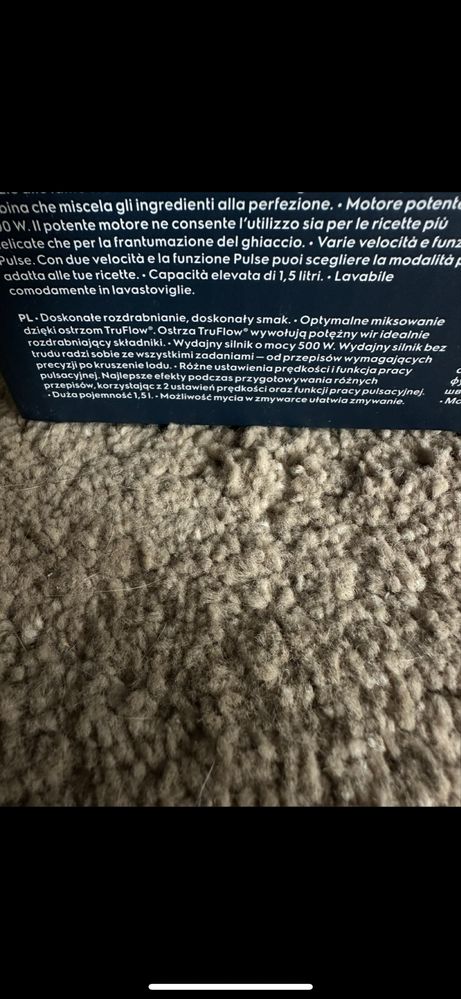 che miscela gli ingredienti alla perfezione. • Motore potente
W. Il potente motore ne consente l'utilizzo sia per le ricette più
che per la frantumazione del ghiaccio. • Varie velocità e
Pulse. Con due velocità e la funzione Pulse puoi scegliere la modalità
adatta alle tue ricette. • Capacità elevata di 1,5 litri. • Lavabile
comodamente in lavastoviglie.
PL • Doskonałe rozdrabnianie, doskonały smak. • Optymalne miksowanie
dzięki ostrzom TruFlow®. Ostrza TruFlow® wywołują potężny wir idealnie
rozdrabniający składniki. • Wydajny silnik o mocy 500 W. Wydajny silnik bez
trudu radzi sobie ze wszystkimi zadaniami — od przepisów wymagających
precyzji po kruszenie lodu. • Różne ustawienia prędkości i funkcja pracy
pulsacyjnej. Najlepsze efekty podczas przygotowywania różnych
przepisów, korzystając z 2 ustawień prędkości oraz funkcji pracy pulsacyjnej.
• Duża pojemność 1,5 l. • Możliwość mycia w zmywarce ułatwia zmywanie.